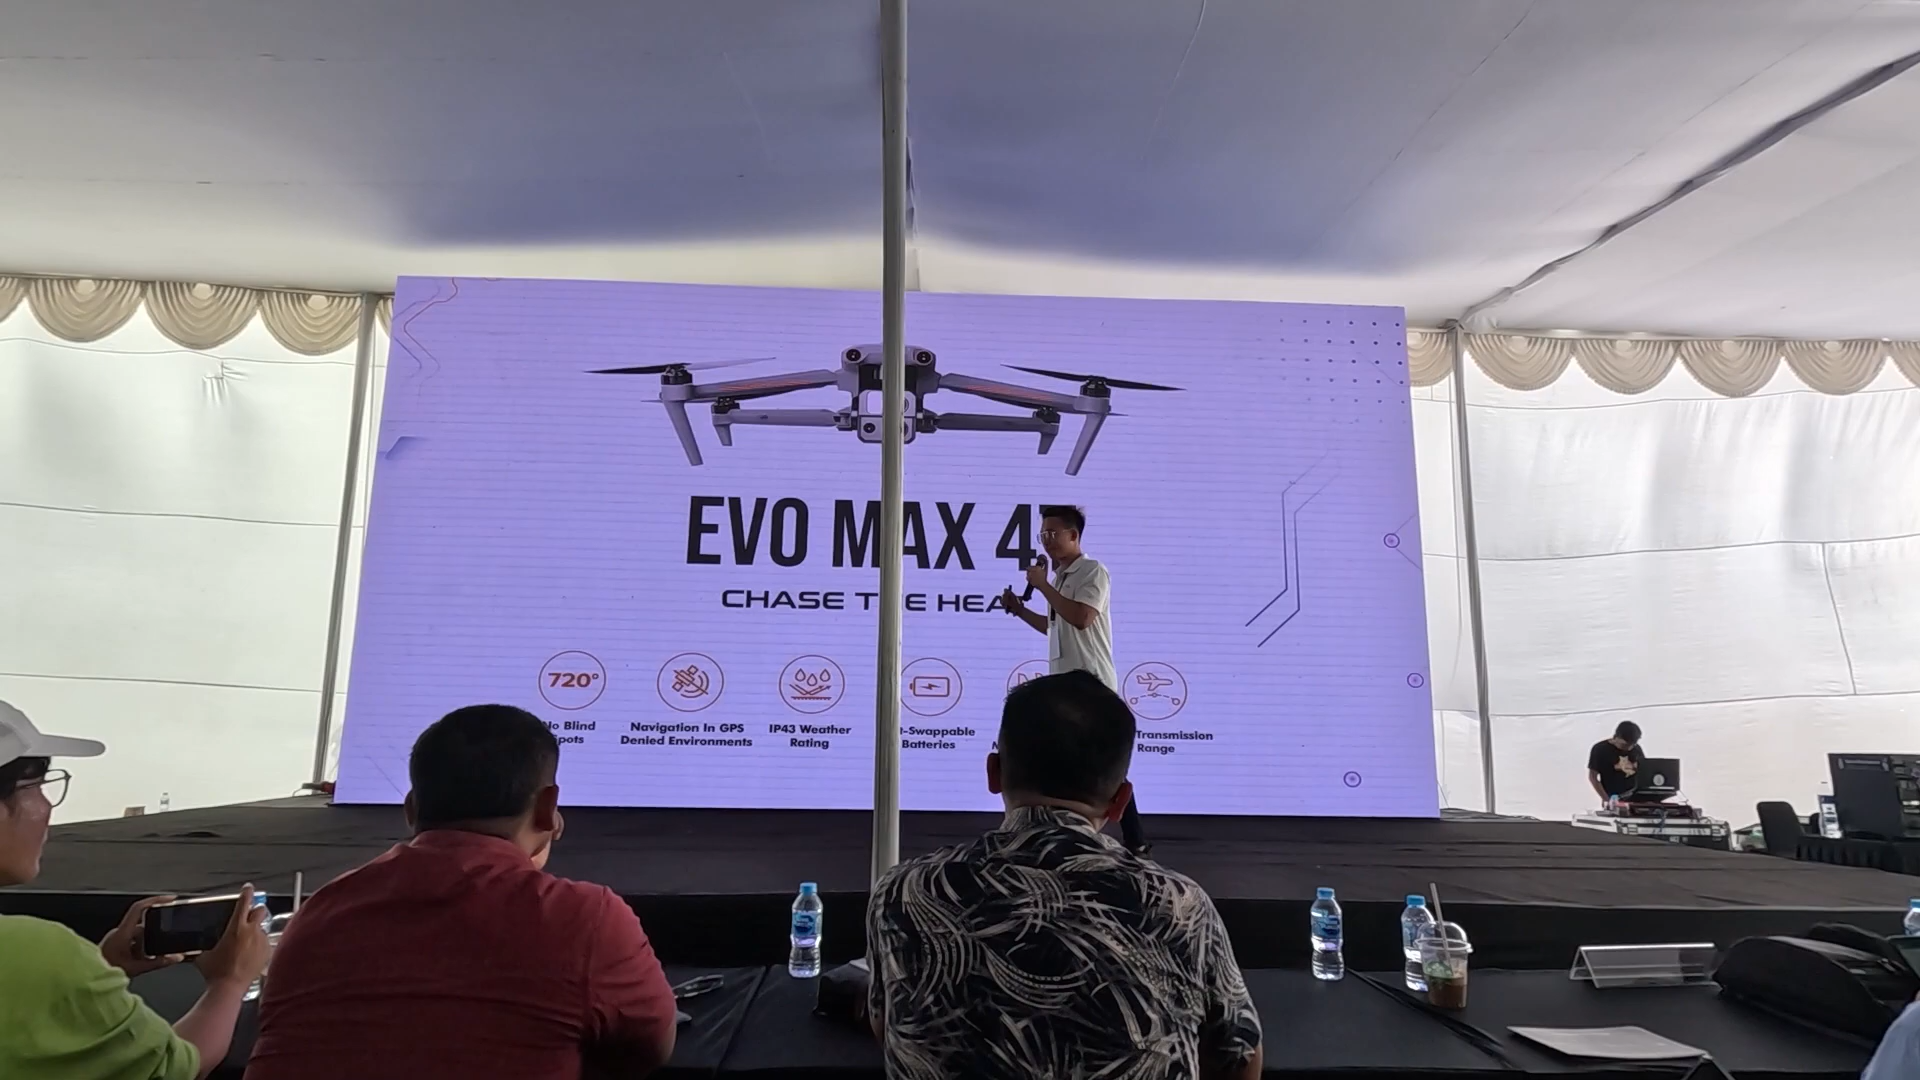 EVO MAX 4T
CHASE THE HEA
720°
No Blind
Spots
Navigation In GPS
Denied Environments
IP43 Weather
Rating
-Swappable
Batteries
Transmission
Range